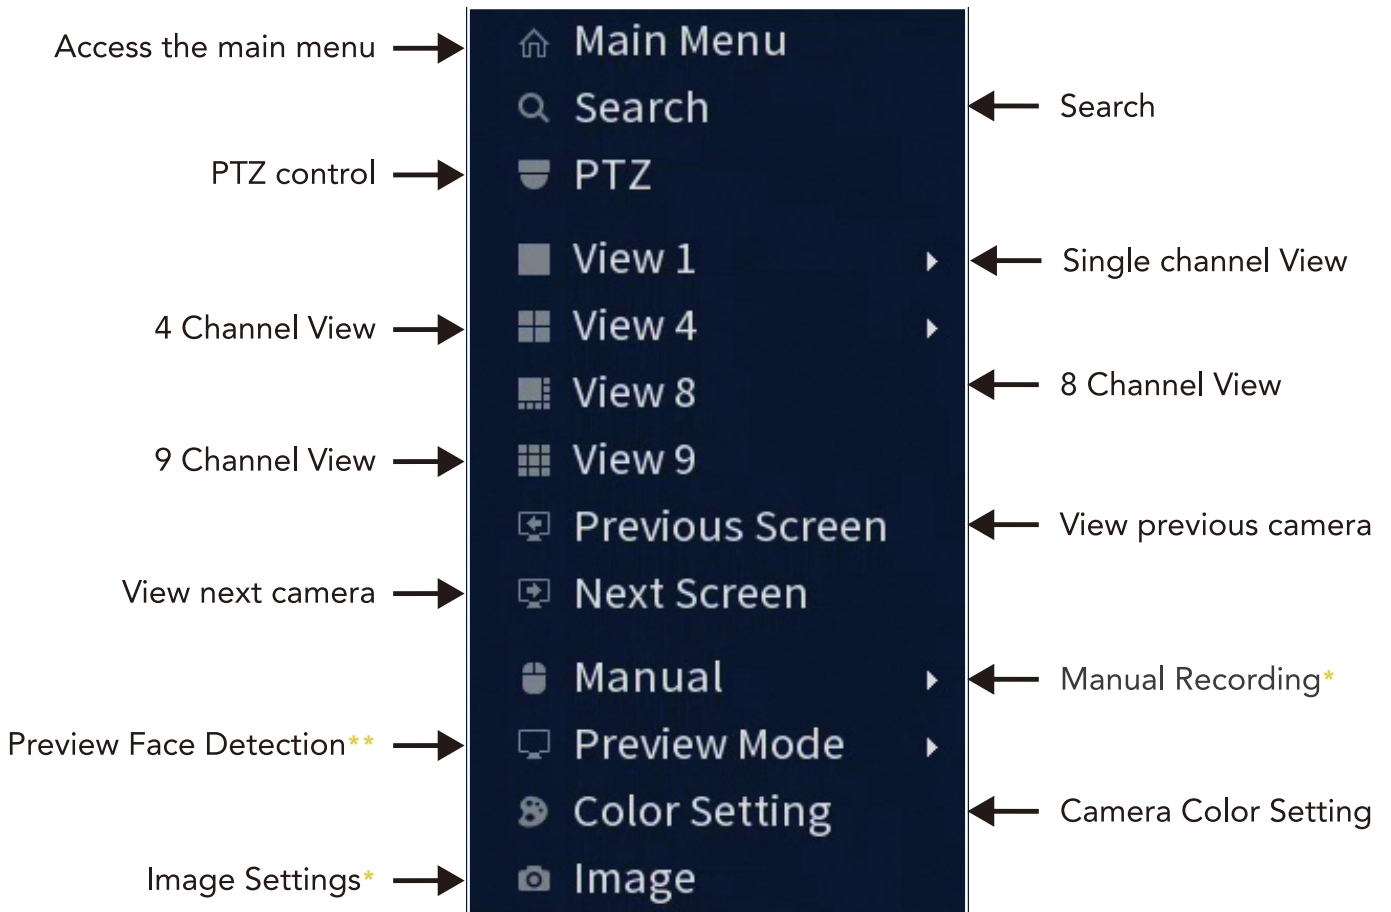 Access the main menu
Main Menu
Search
Search
PTZ control
PTZ
View 1
Single channel View
4 Channel View
View 4
View 8
8 Channel View
9 Channel View
View 9
Previous Screen
View previous camera
View next camera
Next Screen
Manual
Manual Recording*
Preview Face Detection**
Preview Mode
Color Setting
Camera Color Setting
Image Settings*
Image